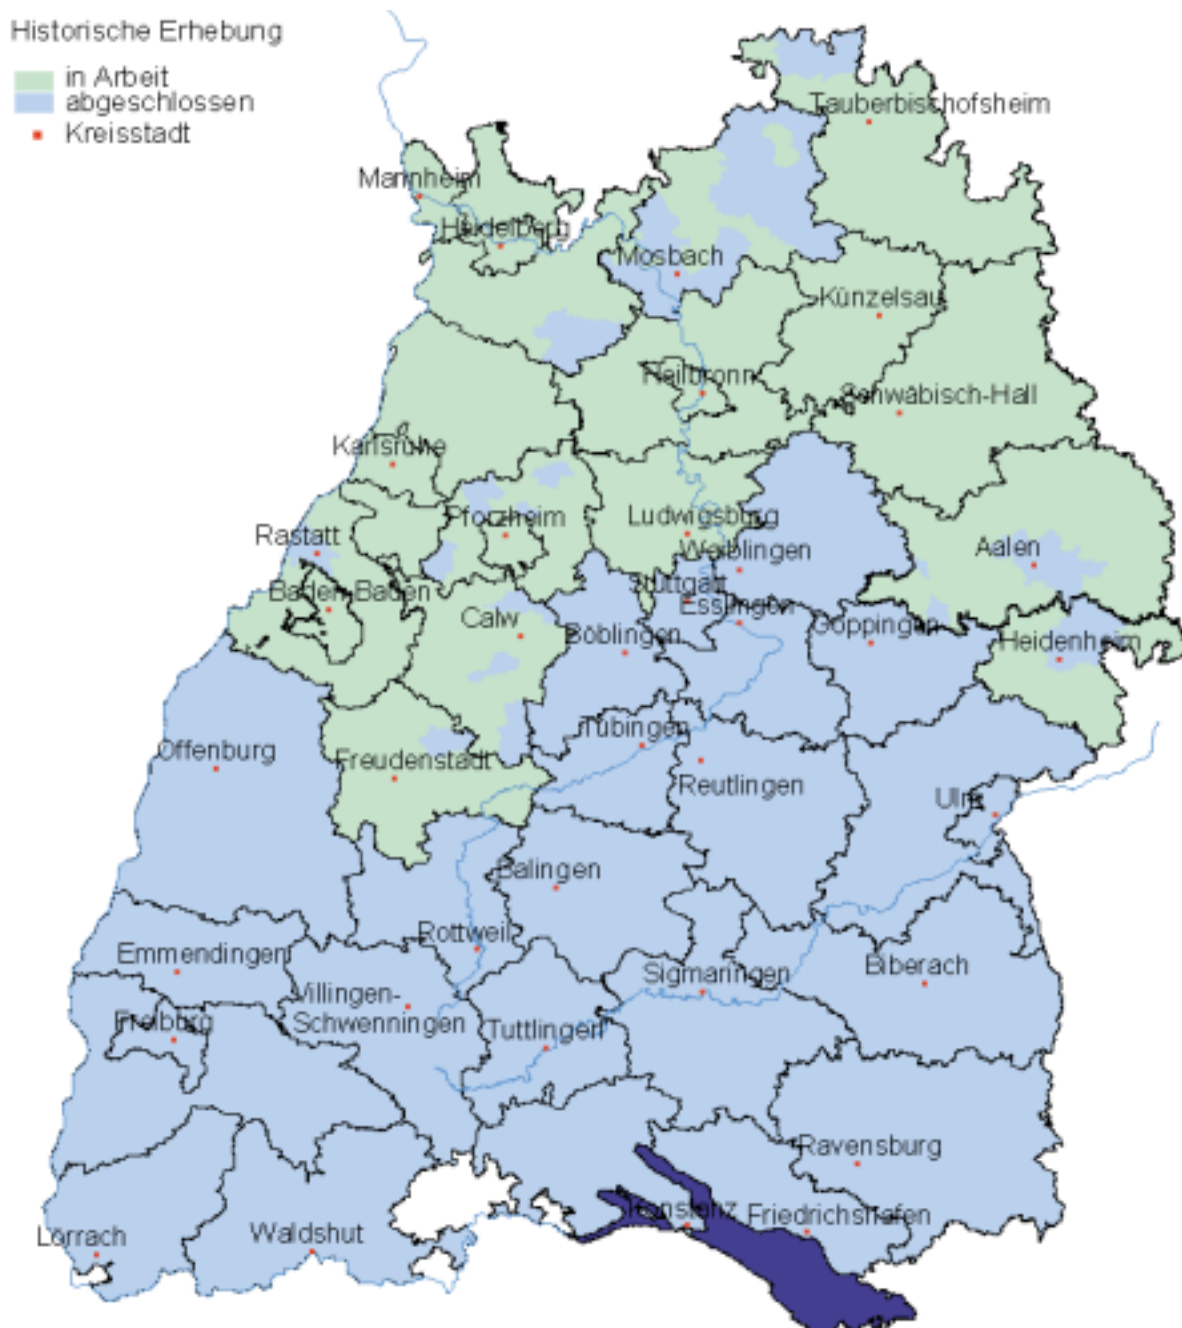 Historische Erhebung
in Arbeit
abgeschlossen
Kreisstadt
Tauberbischofsheim
Mannheim
Heidelberg
Mosbach
Künzelsau
Heilbronn
Schwäbisch-Hall
Karlsruhe
Pforzheim
Ludwigsburg
Rastatt
Waiblingen
Aalen
Stuttgart
Baden-Baden
Esslingen
Calw
Böblingen
Göppingen
Heidenheim
Tübingen
Offenburg
Freudenstadt
Reutlingen
Ulm
Balingen
Rottweil
Emmendingen
Biberach
Sigmaringen
Villingen-
Schwenningen
Freiburg
Tuttlingen
Ravensburg
Konstanz
Friedrichshafen
Lörrach
Waldshut